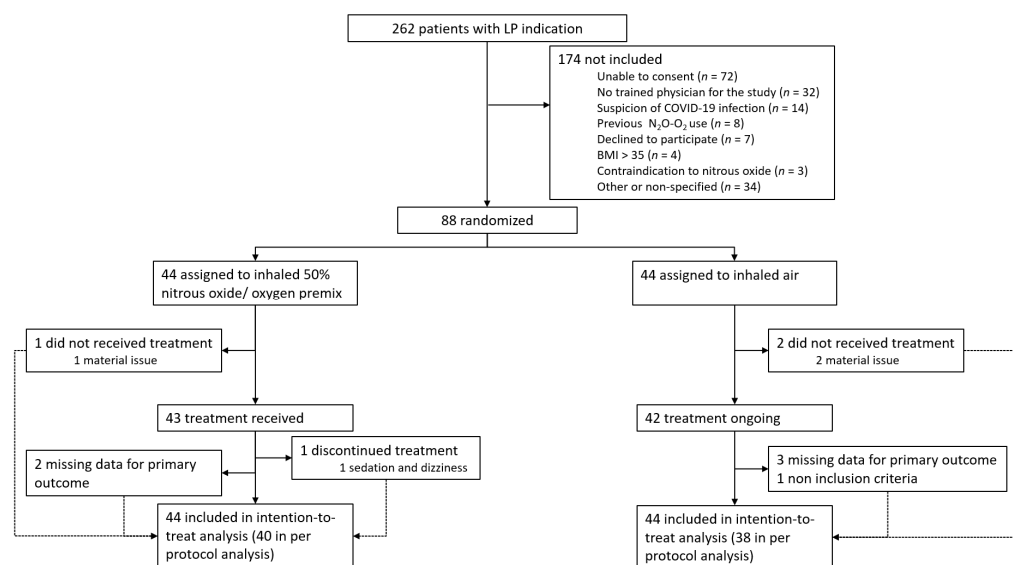 262 patients with LP indication
174 not included
Unable to consent (n = 72)
No trained physician for the study (n = 32)
Suspicion of COVID-19 infection (n = 14)
Previous N₂O-O₂ use (n = 8)
Declined to participate (n = 7)
BMI > 35 (n = 4)
Contraindication to nitrous oxide (n = 3)
Other or non-specified (n = 34)
88 randomized
44 assigned to inhaled 50%
nitrous oxide/ oxygen premix
44 assigned to inhaled air
1 did not received treatment
1 material issue
2 did not received treatment
2 material issue
43 treatment received
42 treatment ongoing
1 discontinued treatment
1 sedation and dizziness
2 missing data for primary
outcome
3 missing data for primary outcome
1 non inclusion criteria
44 included in intention-to-
treat analysis (40 in per
protocol analysis)
44 included in intention-to-
treat analysis (38 in per
protocol analysis)